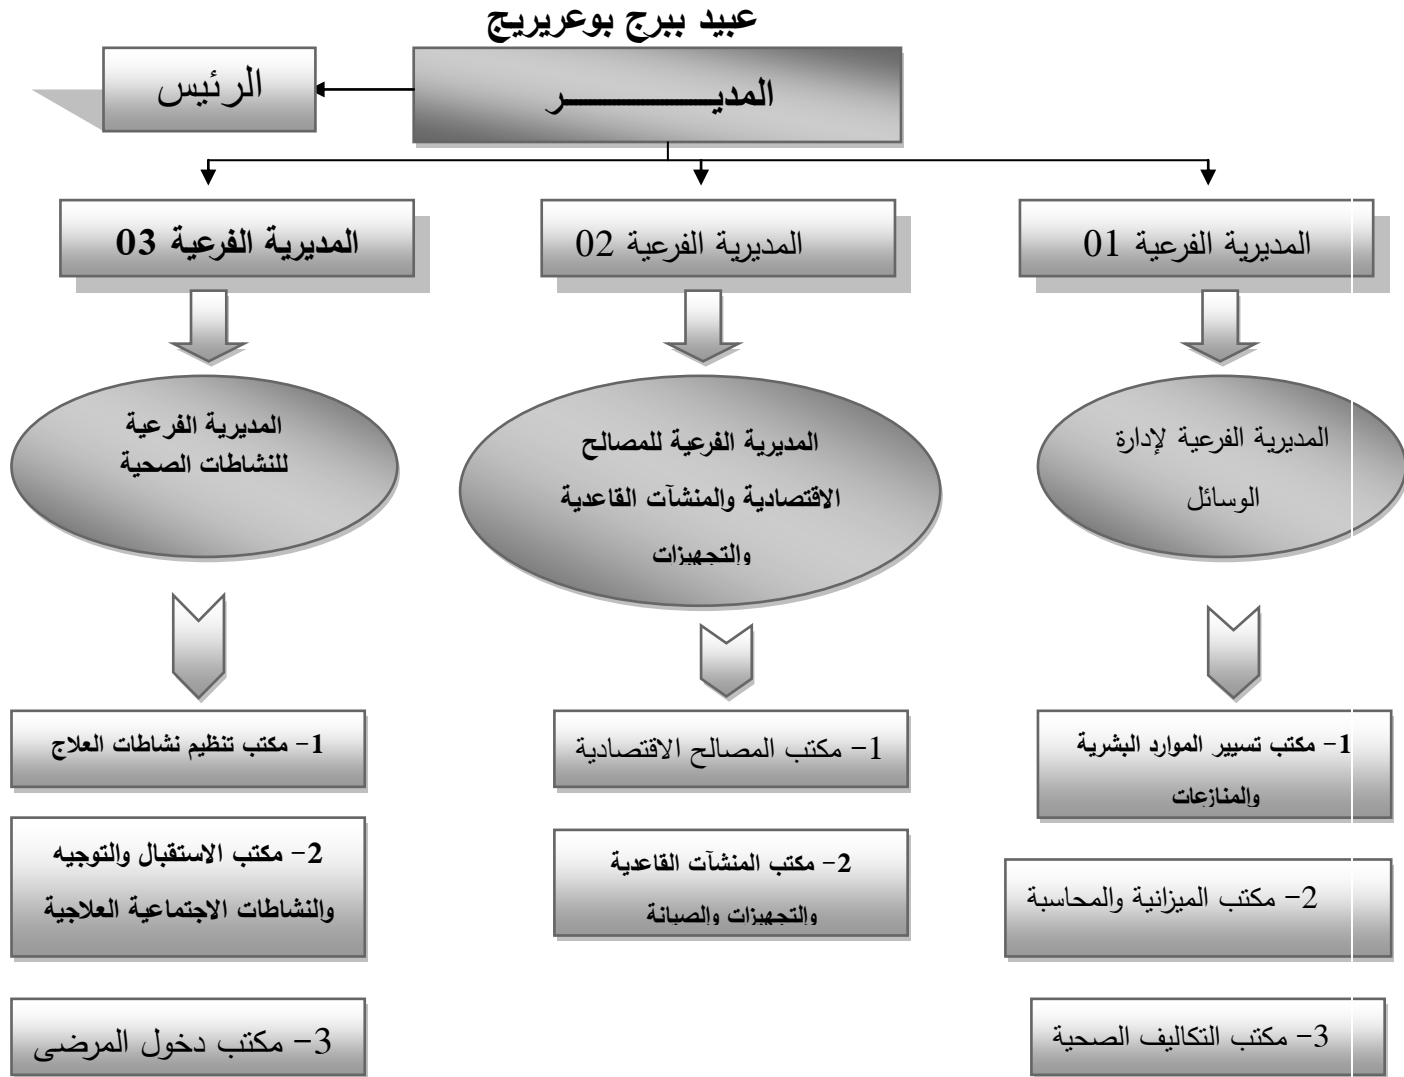 عبيد ببرج بوعريريج
المديــــــــــــر
الرئيس
المديرية الفرعية 01
المديرية الفرعية 02
المديرية الفرعية 03
المديرية الفرعية لإدارة
الوسائل
المديرية الفرعية للمصالح
الاقتصادية والمنشآت القاعدية
والتجهيزات
المديرية الفرعية
للنشاطات الصحية
1- مكتب تسيير الموارد البشرية
والمنازعات
2- مكتب الميزانية والمحاسبة
3- مكتب التكاليف الصحية
1- مكتب المصالح الاقتصادية
2- مكتب المنشآت القاعدية
والتجهيزات والصيانة
1- مكتب تنظيم نشاطات العلاج
2- مكتب الاستقبال والتوجيه
والنشاطات الاجتماعية العلاجية
3- مكتب دخول المرضى